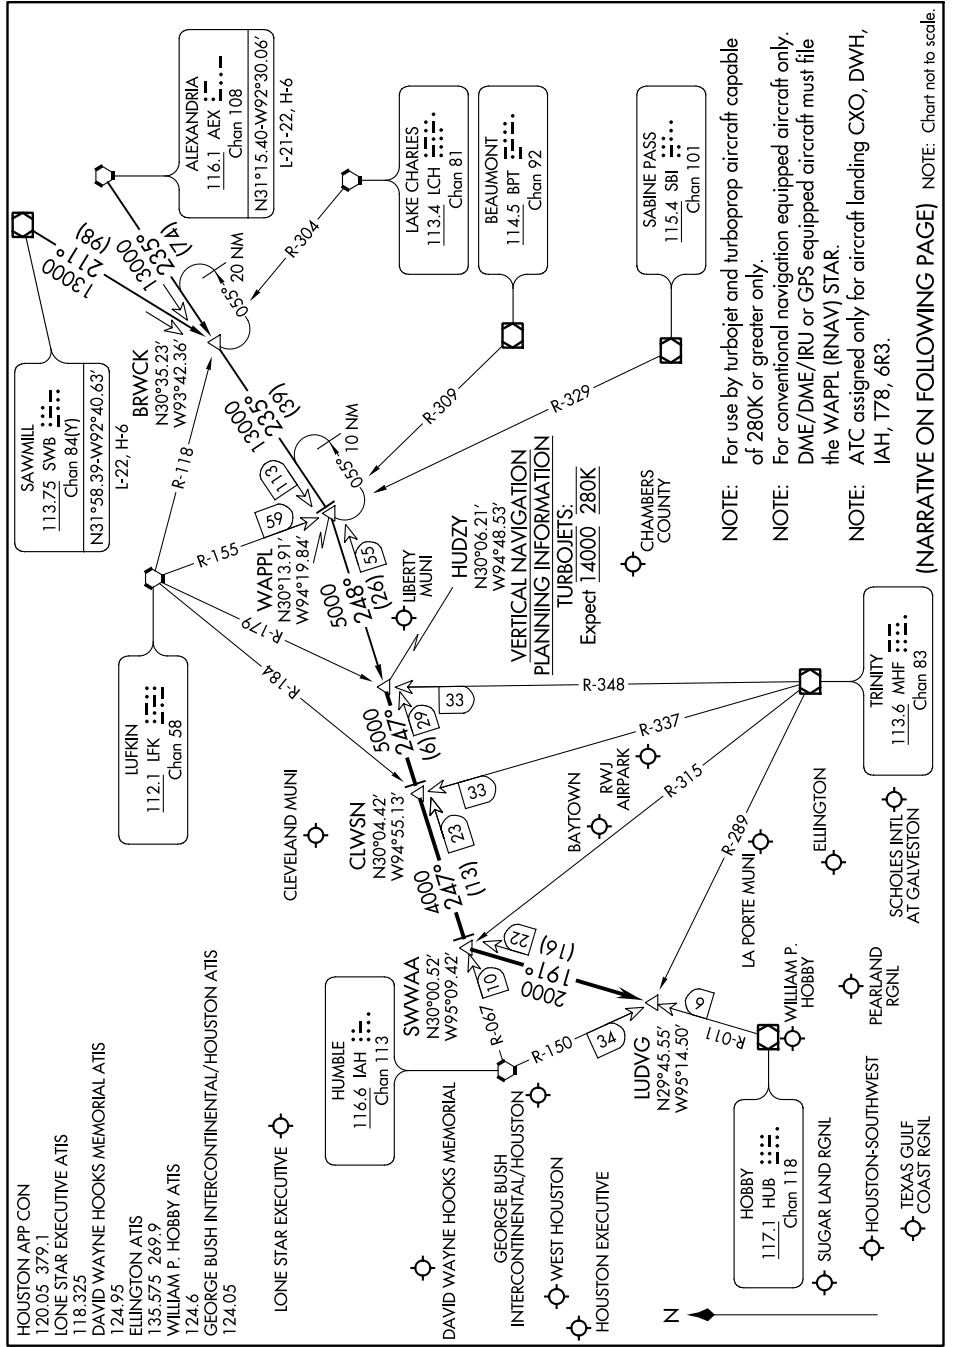 HOUSTON APP CON
120.05 379.1
LONE STAR EXECUTIVE ATIS
118.325
DAVID WAYNE HOOKS MEMORIAL ATIS
124.95
ELLINGTON ATIS
135.575 269.9
WILLIAM P. HOBBY ATIS
124.6
GEORGE BUSH INTERCONTINENTAL/HOUSTON ATIS
124.05
LUFKIN
112.1 LFK
Chan 58
SAWMILL
113.75 SWB
Chan 84(Y)
N31°58.39-W92°40.63'
L-22, H-6
ALEXANDRIA
116.1 AEX
Chan 108
N31°15.40-W92°30.06'
L-21-22, H-6
13000
211°
(98)
13000
235°
(74)
BRWCK
N30°35.23'
W93°42.36'
055° 20 NM
R-304
R-118
13000
235°
(39)
LAKE CHARLES
113.4 LCH
Chan 81
BEAUMONT
114.5 BPT
Chan 92
SABINE PASS
115.4 SBI
Chan 101
R-309
R-329
055° 10 NM
113
59
R-155
WAPPL
N30°13.91'
W94°19.84'
55
5000
248°
(26)
LIBERTY
MUNI
R-179
R-184
HUDZY
N30°06.21'
W94°48.53'
VERTICAL NAVIGATION
PLANNING INFORMATION
TURBOJETS:
Expect 14000 280K
CHAMBERS
COUNTY
5000
247°
(6)
29
33
R-348
CLEVELAND MUNI
CLWSN
N30°04.42'
W94°55.13'
23
33
R-337
4000
247°
(13)
BAYTOWN
RWJ
AIRPARK
R-315
R-289
TRINITY
113.6 MHF
Chan 83
LA PORTE MUNI
ELLINGTON
SCHOLES INTL
AT GALVESTON
HUMBLE
116.6 IAH
Chan 113
SWWAA
N30°00.52'
W95°09.42'
10
22
R-067
2000
191°
(16)
R-150
34
LUDVG
N29°45.55'
W95°14.50'
9
R-011
WILLIAM P.
HOBBY
PEARLAND
RGNL
LONE STAR EXECUTIVE
DAVID WAYNE HOOKS MEMORIAL
GEORGE BUSH
INTERCONTINENTAL/HOUSTON
WEST HOUSTON
HOUSTON EXECUTIVE
HOBBY
117.1 HUB
Chan 118
SUGAR LAND RGNL
HOUSTON-SOUTHWEST
TEXAS GULF
COAST RGNL
N
NOTE: For use by turbojet and turboprop aircraft capable
of 280K or greater only.
NOTE: For conventional navigation equipped aircraft only.
DME/DME/IRU or GPS equipped aircraft must file
the WAPPL (RNAV) STAR.
NOTE: ATC assigned only for aircraft landing CXO, DWH,
IAH, T78, 6R3.
(NARRATIVE ON FOLLOWING PAGE) NOTE: Chart not to scale.